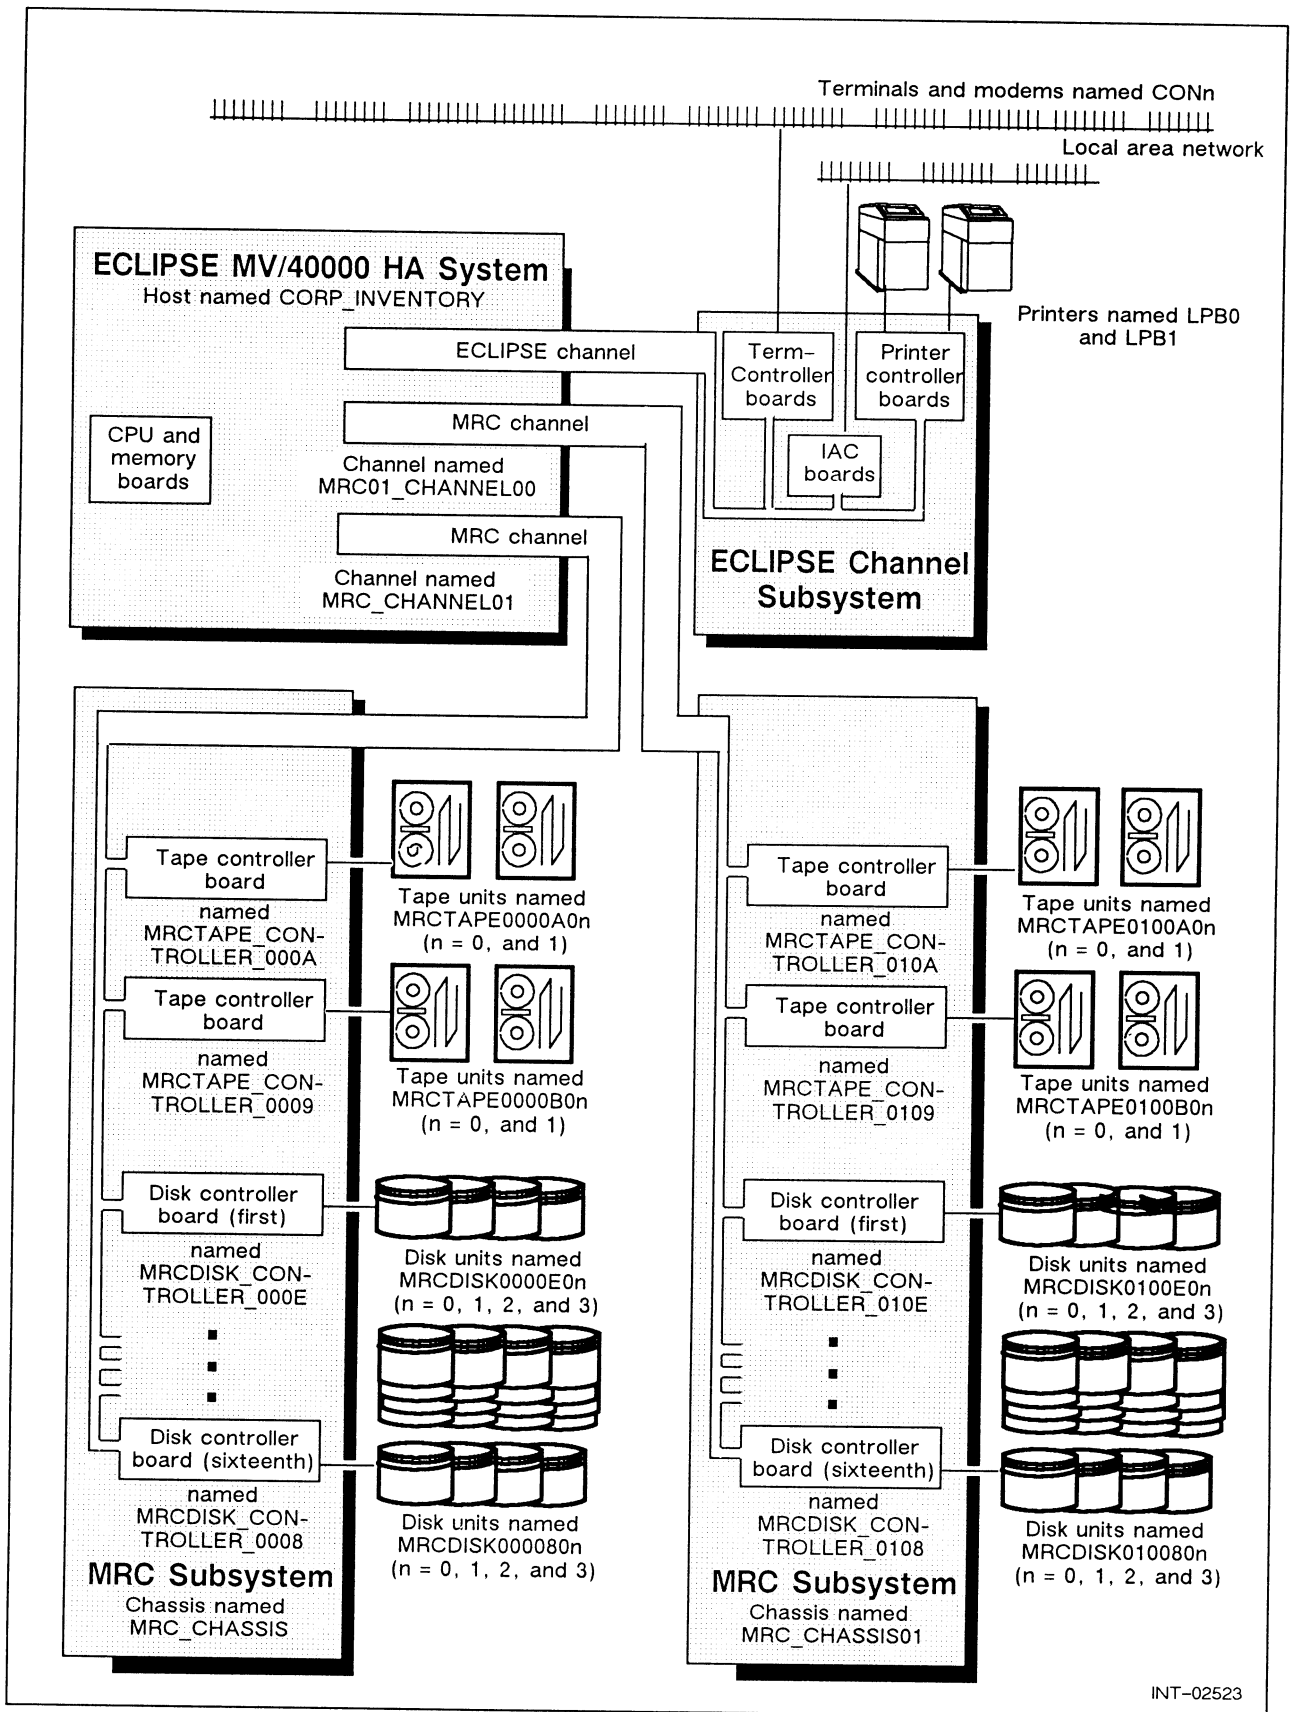 Terminals and modems named CONn
Local area network
ECLIPSE MV/40000 HA System
Host named CORP_INVENTORY
Printers named LPB0
and LPB1
ECLIPSE channel
Term-
Controller
boards
Printer
controller
boards
MRC channel
CPU and
memory
boards
IAC
boards
Channel named
MRC01_CHANNEL00
MRC channel
ECLIPSE Channel
Subsystem
Channel named
MRC_CHANNEL01
Tape controller
board
named
MRCTAPE_CON-
TROLLER_000A
Tape units named
MRCTAPE0000A0n
(n = 0, and 1)
Tape controller
board
named
MRCTAPE_CON-
TROLLER_0009
Tape units named
MRCTAPE0000B0n
(n = 0, and 1)
Disk controller
board (first)
named
MRCDISK_CON-
TROLLER_000E
Disk units named
MRCDISK0000E0n
(n = 0, 1, 2, and 3)
Disk controller
board (sixteenth)
named
MRCDISK_CON-
TROLLER_0008
Disk units named
MRCDISK000080n
(n = 0, 1, 2, and 3)
MRC Subsystem
Chassis named
MRC_CHASSIS
Tape controller
board
named
MRCTAPE_CON-
TROLLER_010A
Tape units named
MRCTAPE0100A0n
(n = 0, and 1)
Tape controller
board
named
MRCTAPE_CON-
TROLLER_0109
Tape units named
MRCTAPE0100B0n
(n = 0, and 1)
Disk controller
board (first)
named
MRCDISK_CON-
TROLLER_010E
Disk units named
MRCDISK0100E0n
(n = 0, 1, 2, and 3)
Disk controller
board (sixteenth)
named
MRCDISK_CON-
TROLLER_0108
Disk units named
MRCDISK010080n
(n = 0, 1, 2, and 3)
MRC Subsystem
Chassis named
MRC_CHASSIS01
INT-02523